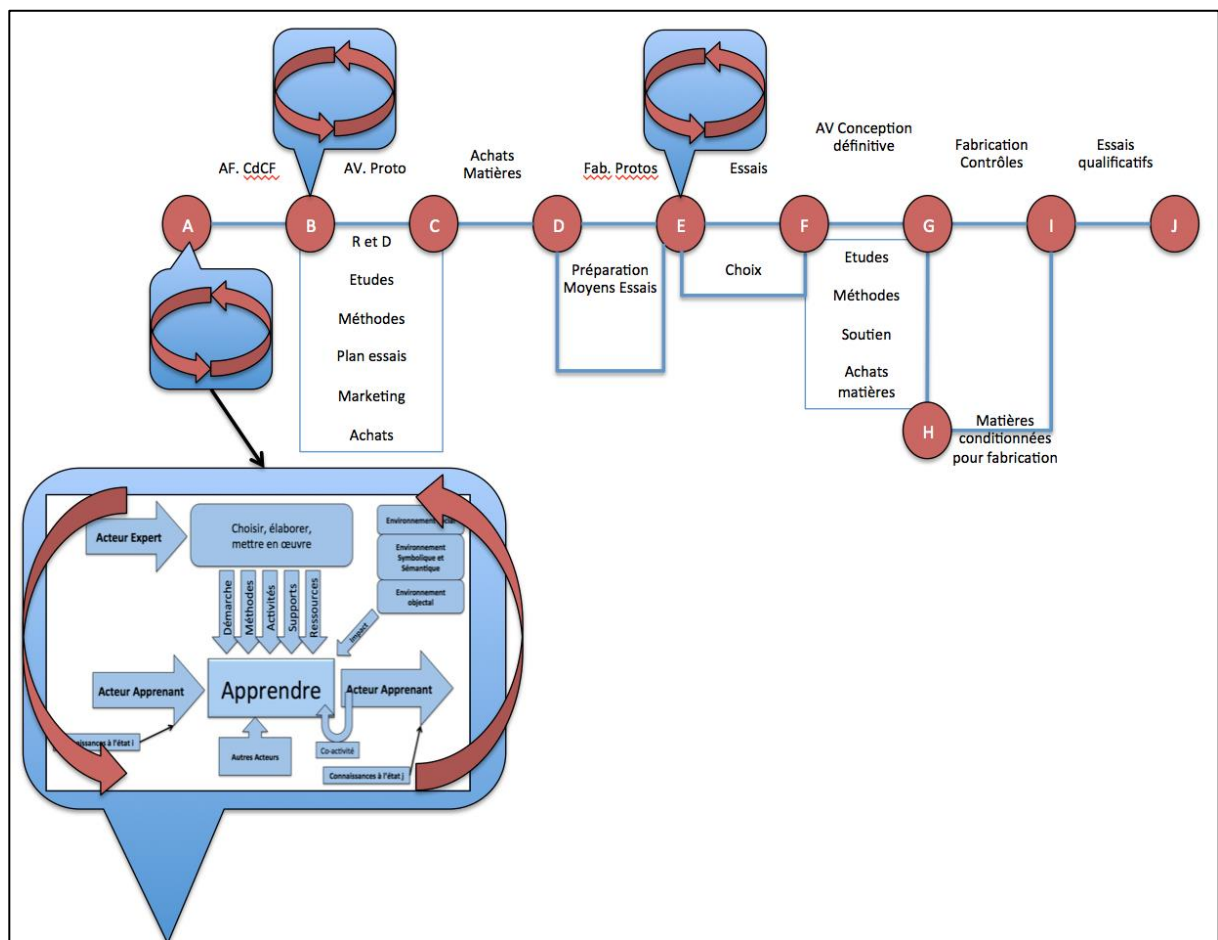 AF. CdCF
AV. Proto
Achats
Matières
Fab. Protos
Essais
AV Conception
définitive
Fabrication
Contrôles
Essais
qualificatifs
A
B
C
D
E
F
G
I
J
R et D
Etudes
Méthodes
Plan essais
Marketing
Achats
Préparation
Moyens Essais
Choix
Etudes
Méthodes
Soutien
Achats
matières
H
Matières
conditionnées
pour fabrication
Acteur Expert
Choisir, élaborer,
mettre en œuvre
Environnement
Environnement
Symbolique et
Sémantique
Environnement
objectal
Démarche
Méthodes
Activités
Supports
Ressources
Impact
Acteur Apprenant
Apprendre
Acteur Apprenant
à l'état i
Autres Acteurs
Co-activité
Connaissances à l'état j